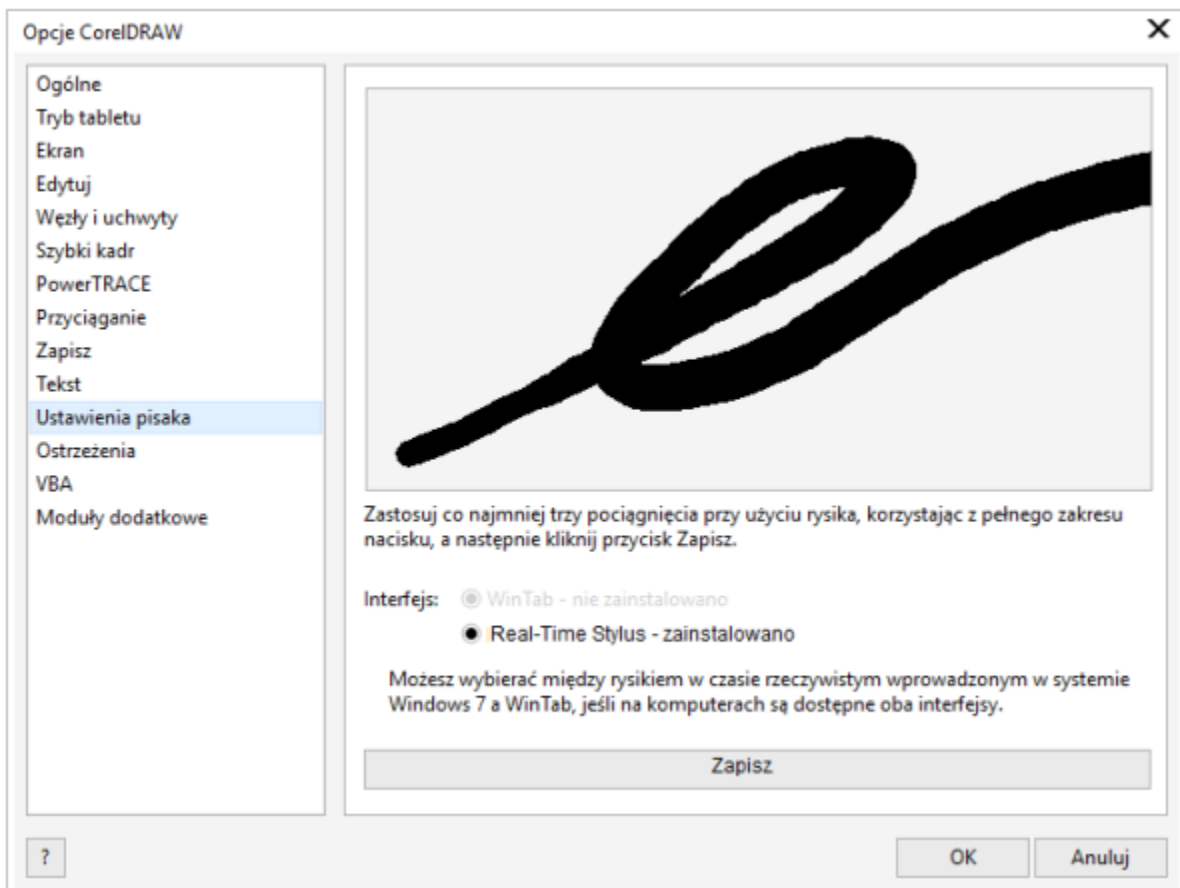 Opcje CorelDRAW
Ogólne
Tryb tabletu
Ekran
Edytuj
Węzły i uchwyty
Szybki kadr
PowerTRACE
Przyciąganie
Zapisz
Tekst
Ustawienia pisaka
Ostrzeżenia
VBA
Moduły dodatkowe
Zastosuj co najmniej trzy pociągnięcia przy użyciu rysika, korzystając z pełnego zakresu
nacisku, a następnie kliknij przycisk Zapisz.
Interfejs: WinTab - nie zainstalowano
Real-Time Stylus - zainstalowano
Możesz wybierać między rysikiem w czasie rzeczywistym wprowadzonym w systemie
Windows 7 a WinTab, jeśli na komputerach są dostępne oba interfejsy.
Zapisz
? OK Anuluj